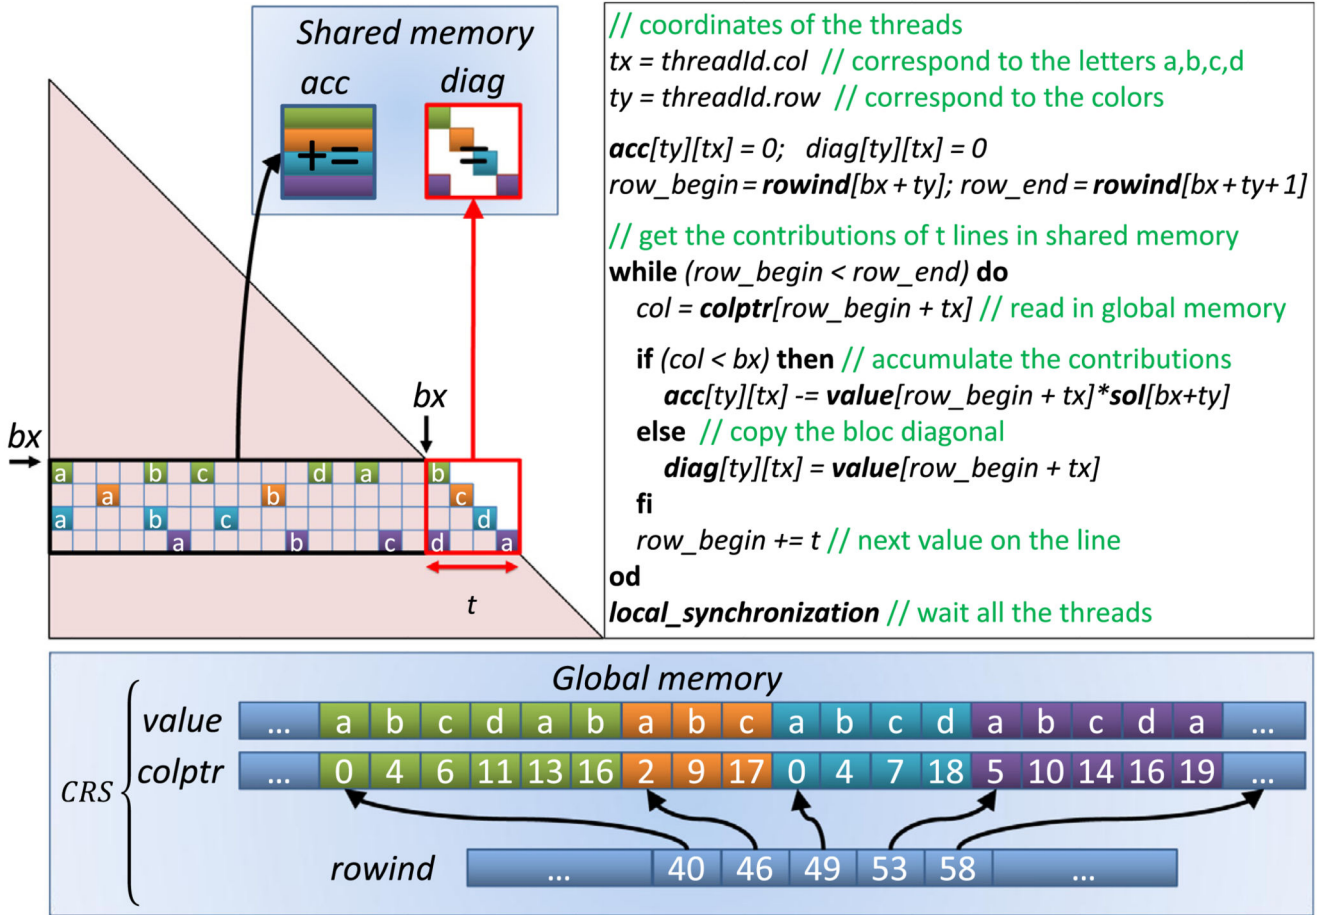 Shared memory
acc
diag
+=
=
bx
bx
a b c d a b
a b c
a b c d
a b c d a
t
// coordinates of the threads
tx = threadId.col // correspond to the letters a,b,c,d
ty = threadId.row // correspond to the colors
acc[ty][tx] = 0; diag[ty][tx] = 0
row_begin = rowind[bx + ty]; row_end = rowind[bx + ty + 1]
// get the contributions of t lines in shared memory
while (row_begin < row_end) do
col = colptr[row_begin + tx] // read in global memory
if (col < bx) then // accumulate the contributions
acc[ty][tx] -= value[row_begin + tx]*sol[bx+ty]
else // copy the bloc diagonal
diag[ty][tx] = value[row_begin + tx]
fi
row_begin += t // next value on the line
od
local_synchronization // wait all the threads
Global memory
CRS
value ... a b c d a b a b c a b c d a b c d a ...
colptr ... 0 4 6 11 13 16 2 9 17 0 4 7 18 5 10 14 16 19 ...
rowind ... 40 46 49 53 58 ...